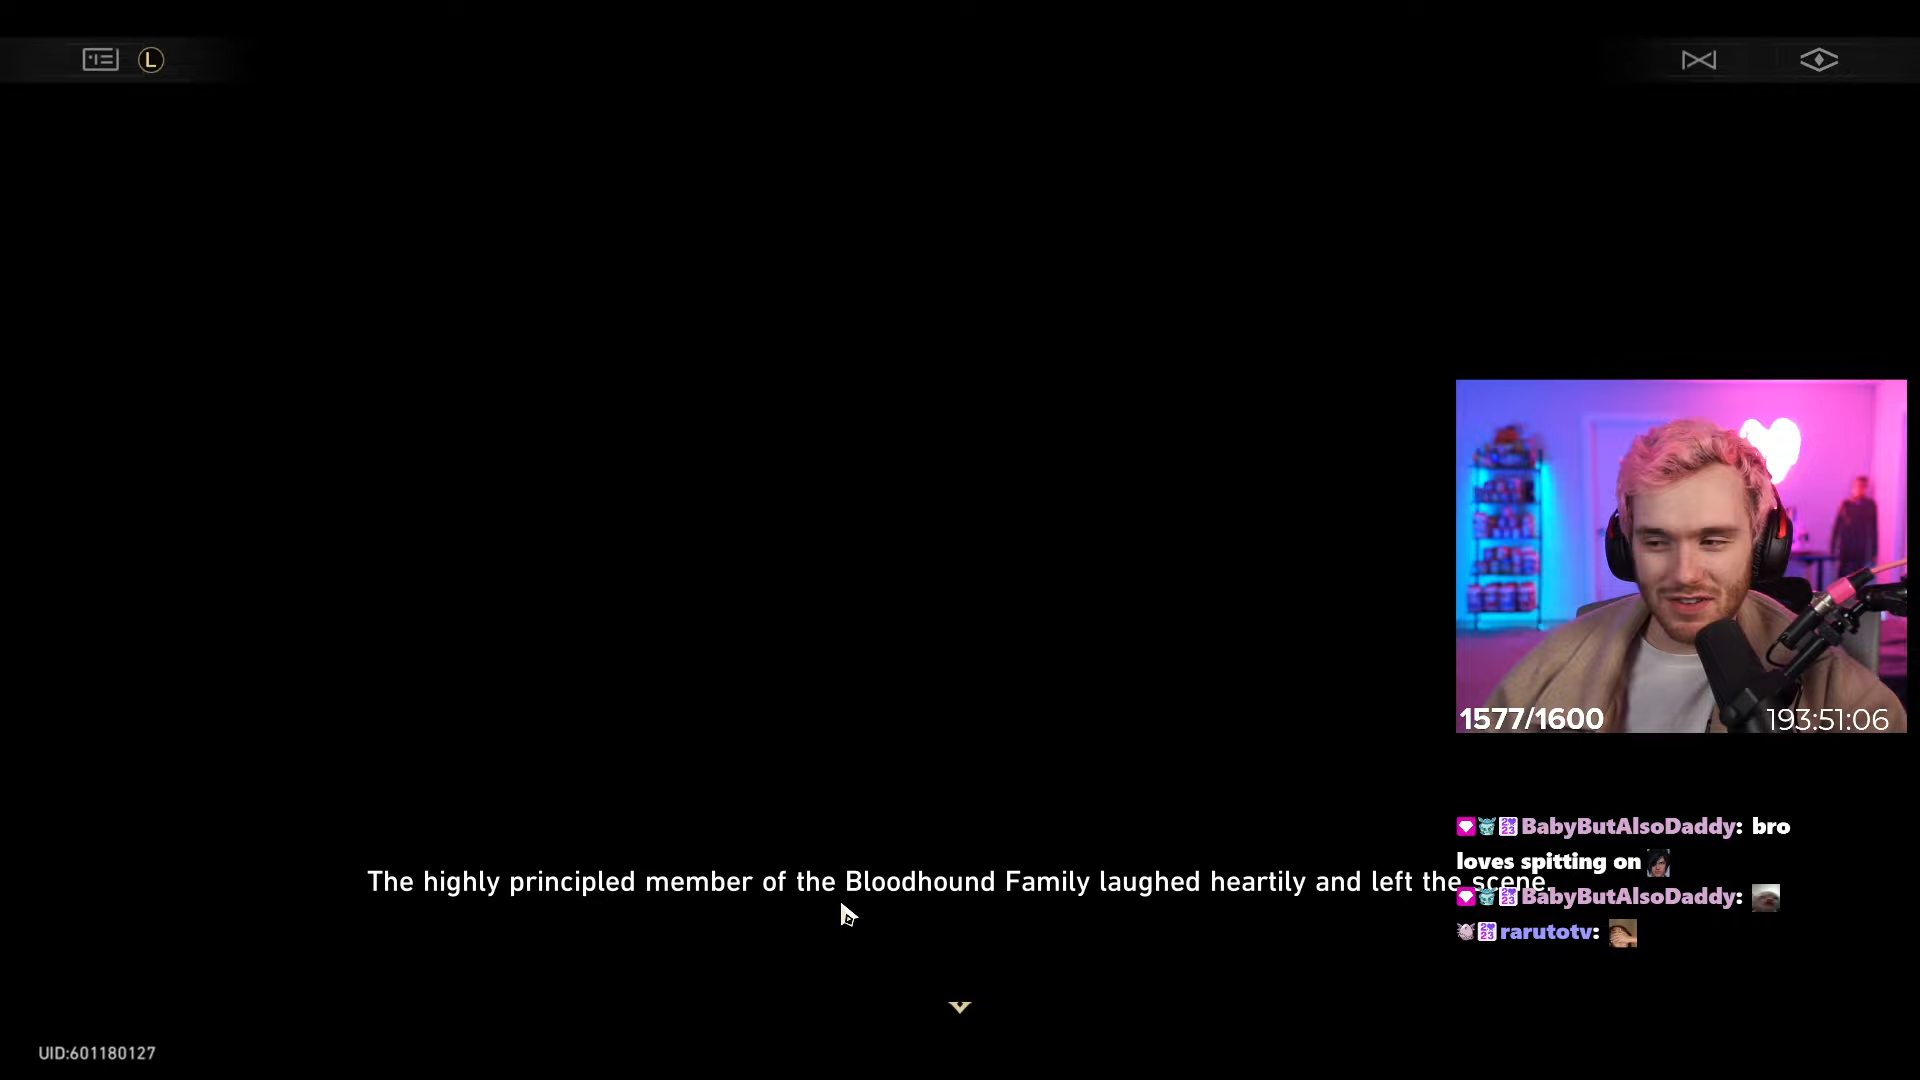 L
The highly principled member of the Bloodhound Family laughed heartily and left the scene.
1577/1600
193:51:06
BabyButAlsoDaddy: bro
loves spitting on
BabyButAlsoDaddy:
rarutotv:
UID:601180127